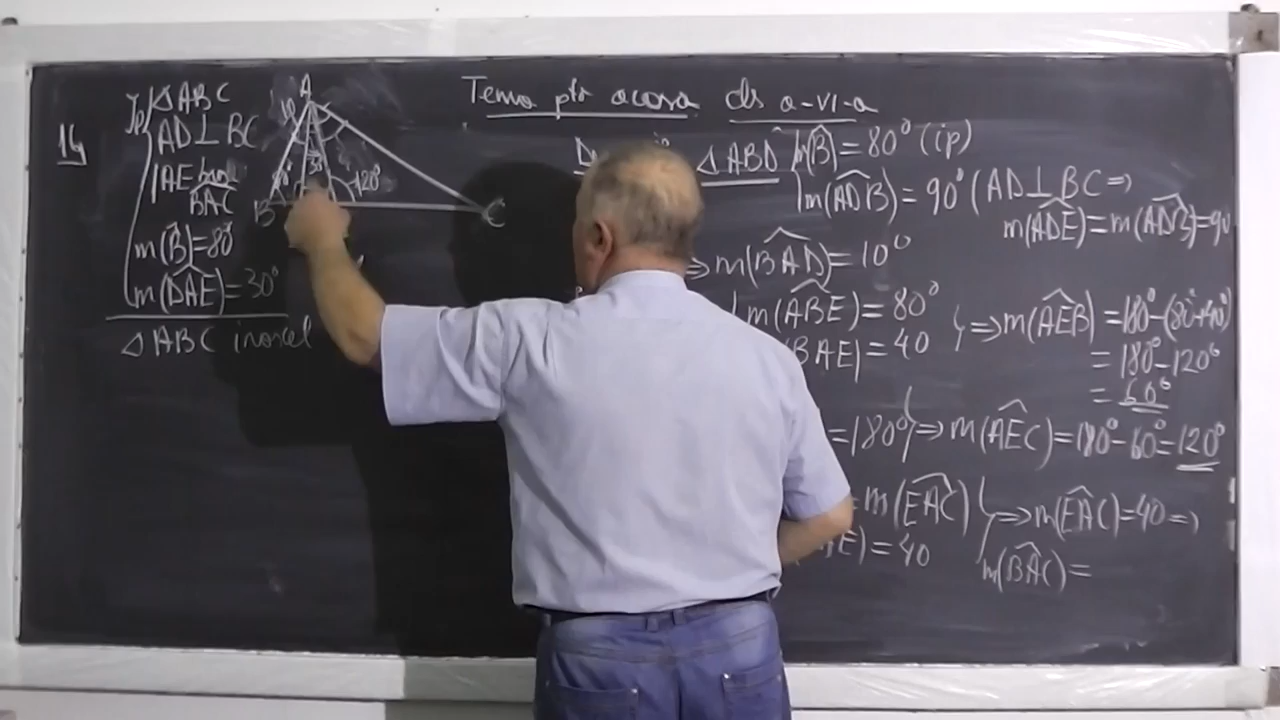 Temă ptr acasă cls a-VI-a
14
Ip ΔABC
AD⊥BC
[AE bis
BAC
m(B)=80°
m(DAE)=30°
ΔABC isoscel
A
10
80°
30
120°
B
C
ΔABD m(B)=80° (ip)
m(ADB)=90° (AD⊥BC ⇒
m(ADE)=m(ADB)=90
⇒m(BAD)=10°
m(ABE)=80°
BAE)=40
⇒m(AEB)=180°-(80°+40°)
=180°-120°
=60°
=180° ⇒ m(AEC)=180°-60°=120°
m(EAC)
E)=40
⇒m(EAC)=40 ⇒
m(BAC)=